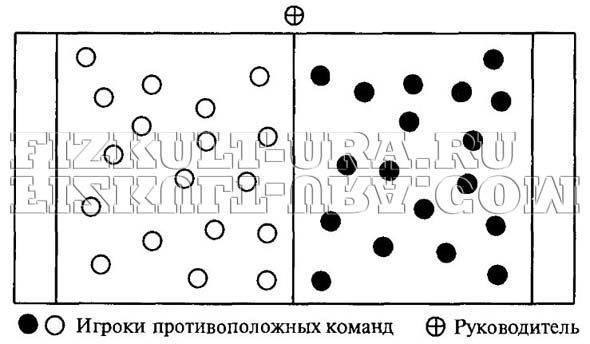 FIZKULT-URA.RU
FIZKULT-URA.COM
Игроки противоположных команд
Руководитель